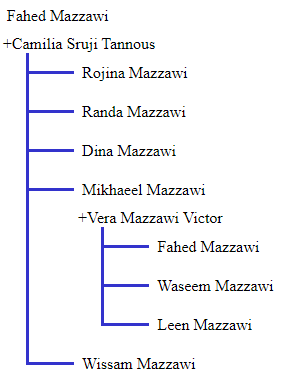 Fahed Mazzawi
+Camilia Sruji Tannous
Rojina Mazzawi
Randa Mazzawi
Dina Mazzawi
Mikhaeel Mazzawi
+Vera Mazzawi Victor
Fahed Mazzawi
Waseem Mazzawi
Leen Mazzawi
Wissam Mazzawi